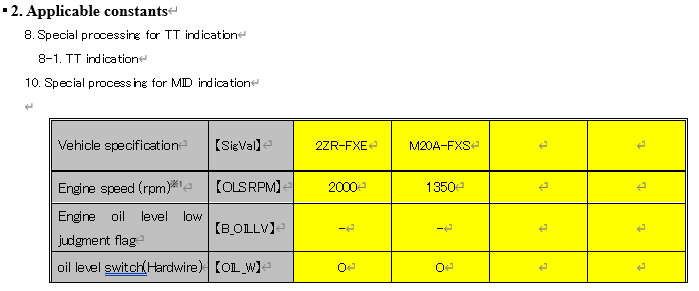 2. Applicable constants
8. Special processing for TT indication
8-1. TT indication
10. Special processing for MID indication
Vehicle specification 【SigVal】 2ZR-FXE M20A-FXS
Engine speed (rpm)※1 【OLSRPM】 2000 1350
Engine oil level low
judgment flag 【B_OILLV】 - -
oil level switch(Hardwire) 【OIL_W】 O O